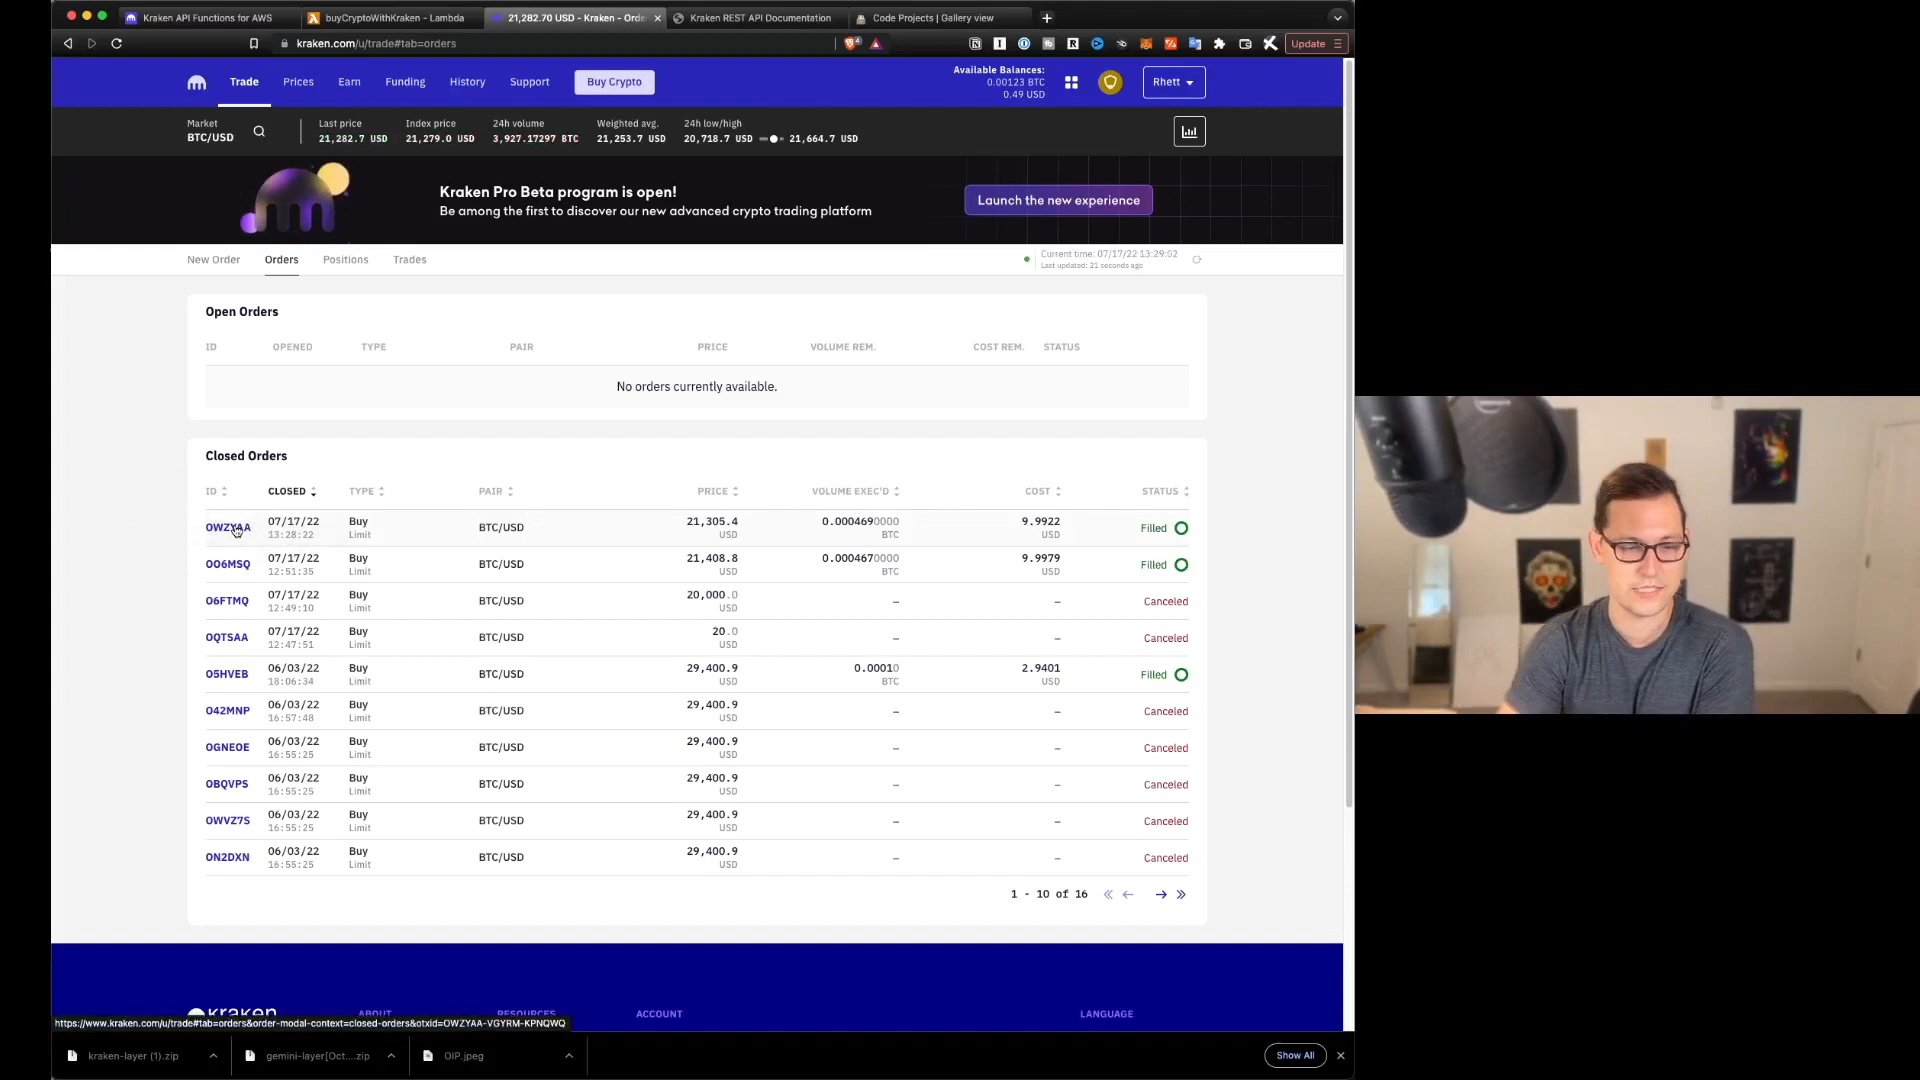 Kraken API Functions for AWS
buyCryptoWithKraken - Lambda
21,282.70 USD - Kraken - Orde
Kraken REST API Documentation
Code Projects | Gallery view
kraken.com/u/trade#tab=orders
Update
Trade
Prices
Earn
Funding
History
Support
Buy Crypto
Available Balances:
0.00123 BTC
0.49 USD
Rhett
Market
BTC/USD
Last price
21,282.7 USD
Index price
21,279.0 USD
24h volume
3,927.17297 BTC
Weighted avg.
21,253.7 USD
24h low/high
20,718.7 USD
21,664.7 USD
Kraken Pro Beta program is open!
Be among the first to discover our new advanced crypto trading platform
Launch the new experience
New Order
Orders
Positions
Trades
Current time: 07/17/22 13:29:02
Last updated: 21 seconds ago
Open Orders
ID OPENED TYPE PAIR PRICE VOLUME REM. COST REM. STATUS
No orders currently available.
Closed Orders
ID CLOSED TYPE PAIR PRICE VOLUME EXEC'D COST STATUS
OWZYAA 07/17/22 Buy BTC/USD 21,305.4 0.0004690000 9.9922 Filled
13:28:22 Limit USD BTC USD
OO6MSQ 07/17/22 Buy BTC/USD 21,408.8 0.0004670000 9.9979 Filled
12:51:35 Limit USD BTC USD
O6FTMQ 07/17/22 Buy BTC/USD 20,000.0 – – Canceled
12:49:10 Limit USD
OQTSAA 07/17/22 Buy BTC/USD 20.0 – – Canceled
12:47:51 Limit USD
O5HVEB 06/03/22 Buy BTC/USD 29,400.9 0.00010 2.9401 Filled
18:06:34 Limit USD BTC USD
O42MNP 06/03/22 Buy BTC/USD 29,400.9 – – Canceled
16:57:48 Limit USD
OGNEOE 06/03/22 Buy BTC/USD 29,400.9 – – Canceled
16:55:25 Limit USD
OBQVPS 06/03/22 Buy BTC/USD 29,400.9 – – Canceled
16:55:25 Limit USD
OWVZ7S 06/03/22 Buy BTC/USD 29,400.9 – – Canceled
16:55:25 Limit USD
ON2DXN 06/03/22 Buy BTC/USD 29,400.9 – – Canceled
16:55:25 Limit USD
1 - 10 of 16
kraken
ABOUT
RESOURCES
ACCOUNT
LANGUAGE
https://www.kraken.com/u/trade#tab=orders&order-modal-context=closed-orders&otxid=OWZYAA-VGYRM-KPNQWQ
kraken-layer (1).zip
gemini-layer[Oct....zip
OIP.jpeg
Show All